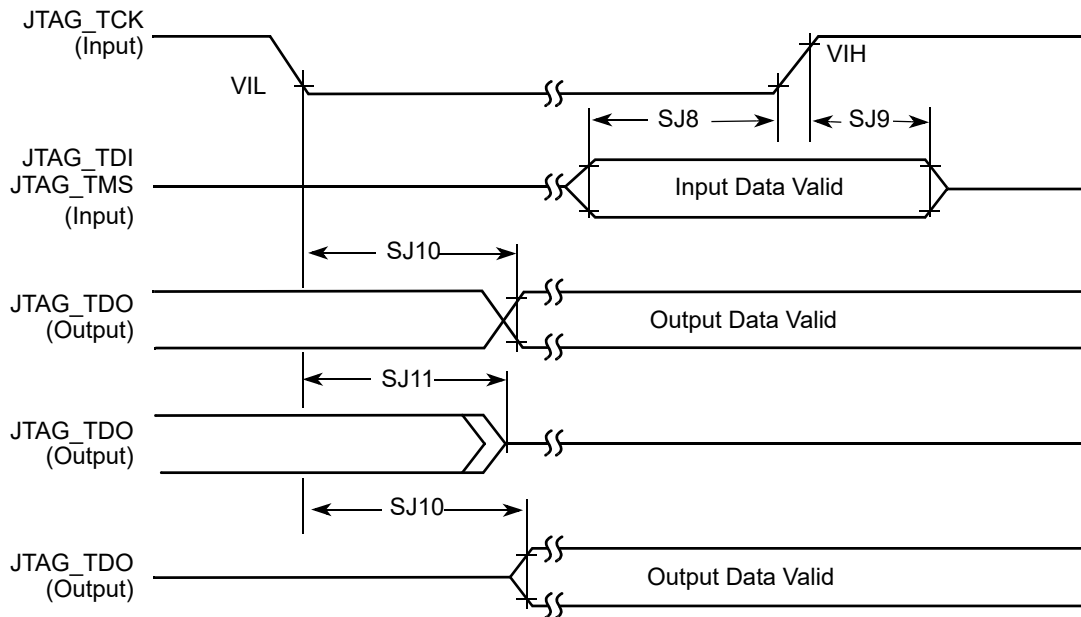 JTAG_TCK
(Input)
VIL
VIH
SJ8
SJ9
JTAG_TDI
JTAG_TMS
(Input)
Input Data Valid
SJ10
JTAG_TDO
(Output)
Output Data Valid
SJ11
JTAG_TDO
(Output)
SJ10
JTAG_TDO
(Output)
Output Data Valid